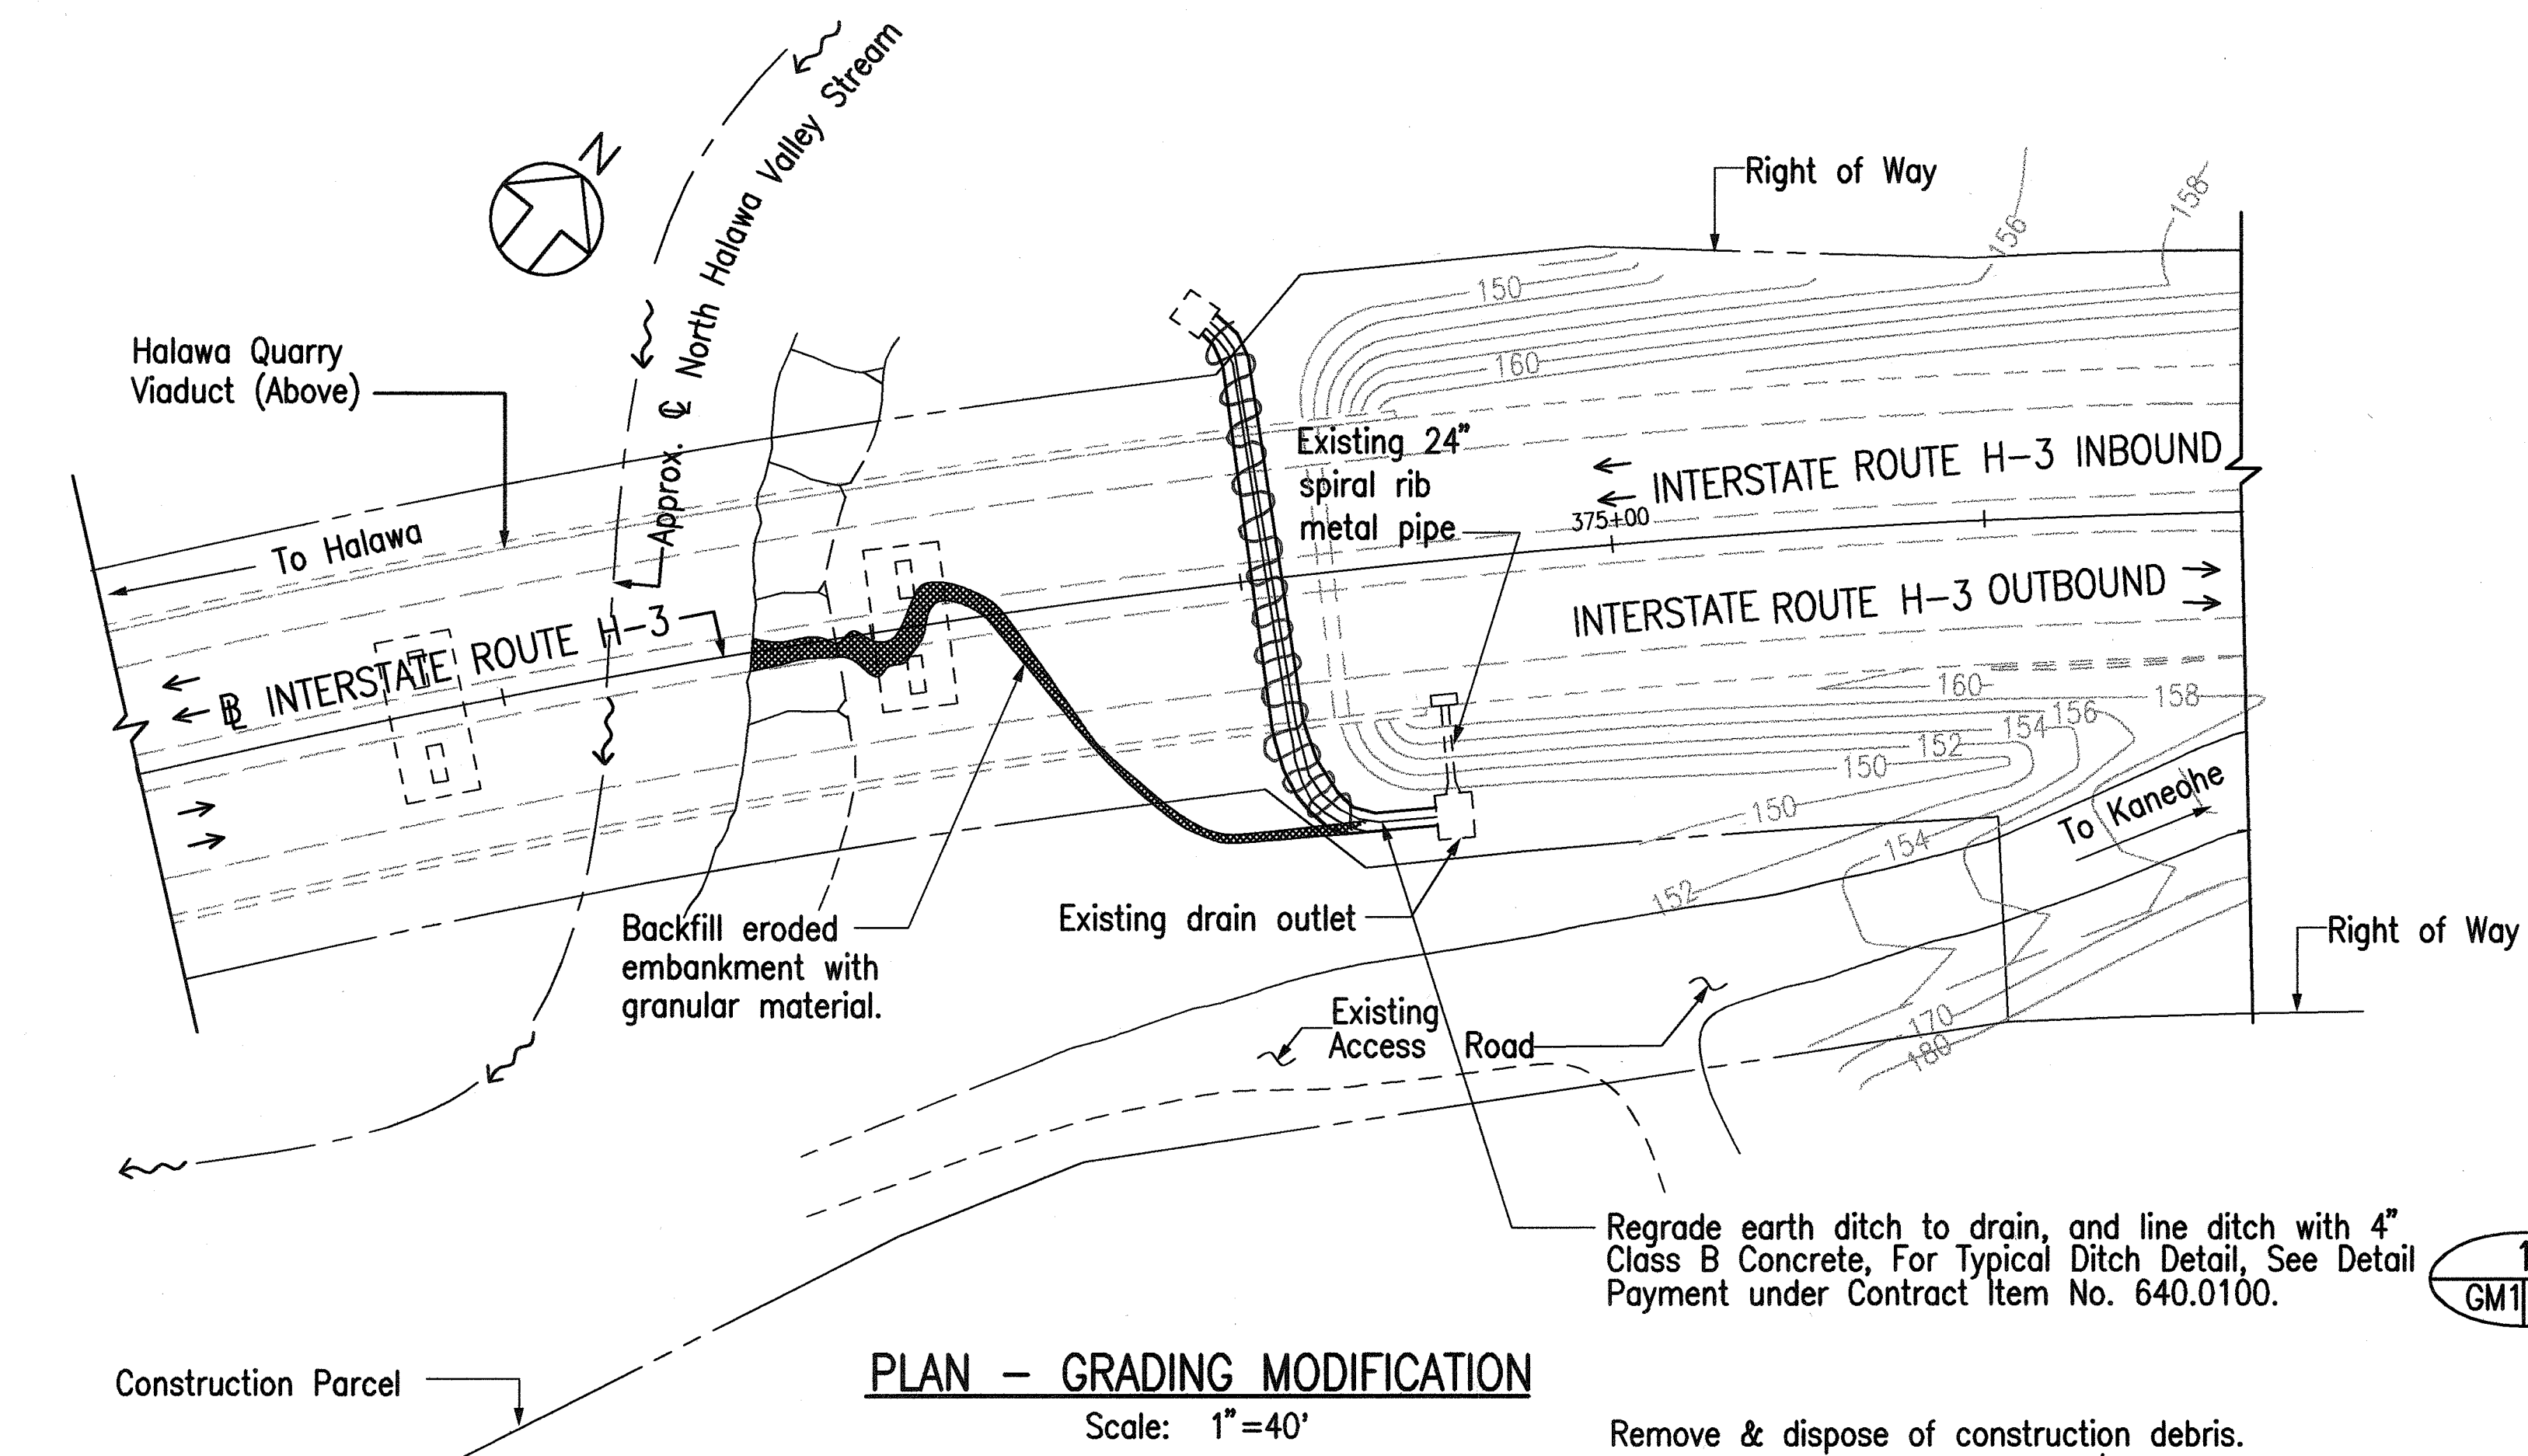 N
Approx. ℄ North Halawa Valley Stream
Right of Way
Halawa Quarry
Viaduct (Above)
150
156
158
160
Existing 24"
spiral rib
metal pipe
INTERSTATE ROUTE H-3 INBOUND
375+00
INTERSTATE ROUTE H-3 OUTBOUND
To Halawa
BL INTERSTATE ROUTE H-3
160
158
156
154
152
150
150
154
152
To Kaneohe
Backfill eroded
embankment with
granular material.
Existing drain outlet
Right of Way
Existing
Access Road
170
180
Regrade earth ditch to drain, and line ditch with 4"
Class B Concrete, For Typical Ditch Detail, See Detail
Payment under Contract Item No. 640.0100.
1
GM1
Construction Parcel
PLAN – GRADING MODIFICATION
Scale: 1"=40'
Remove & dispose of construction debris.